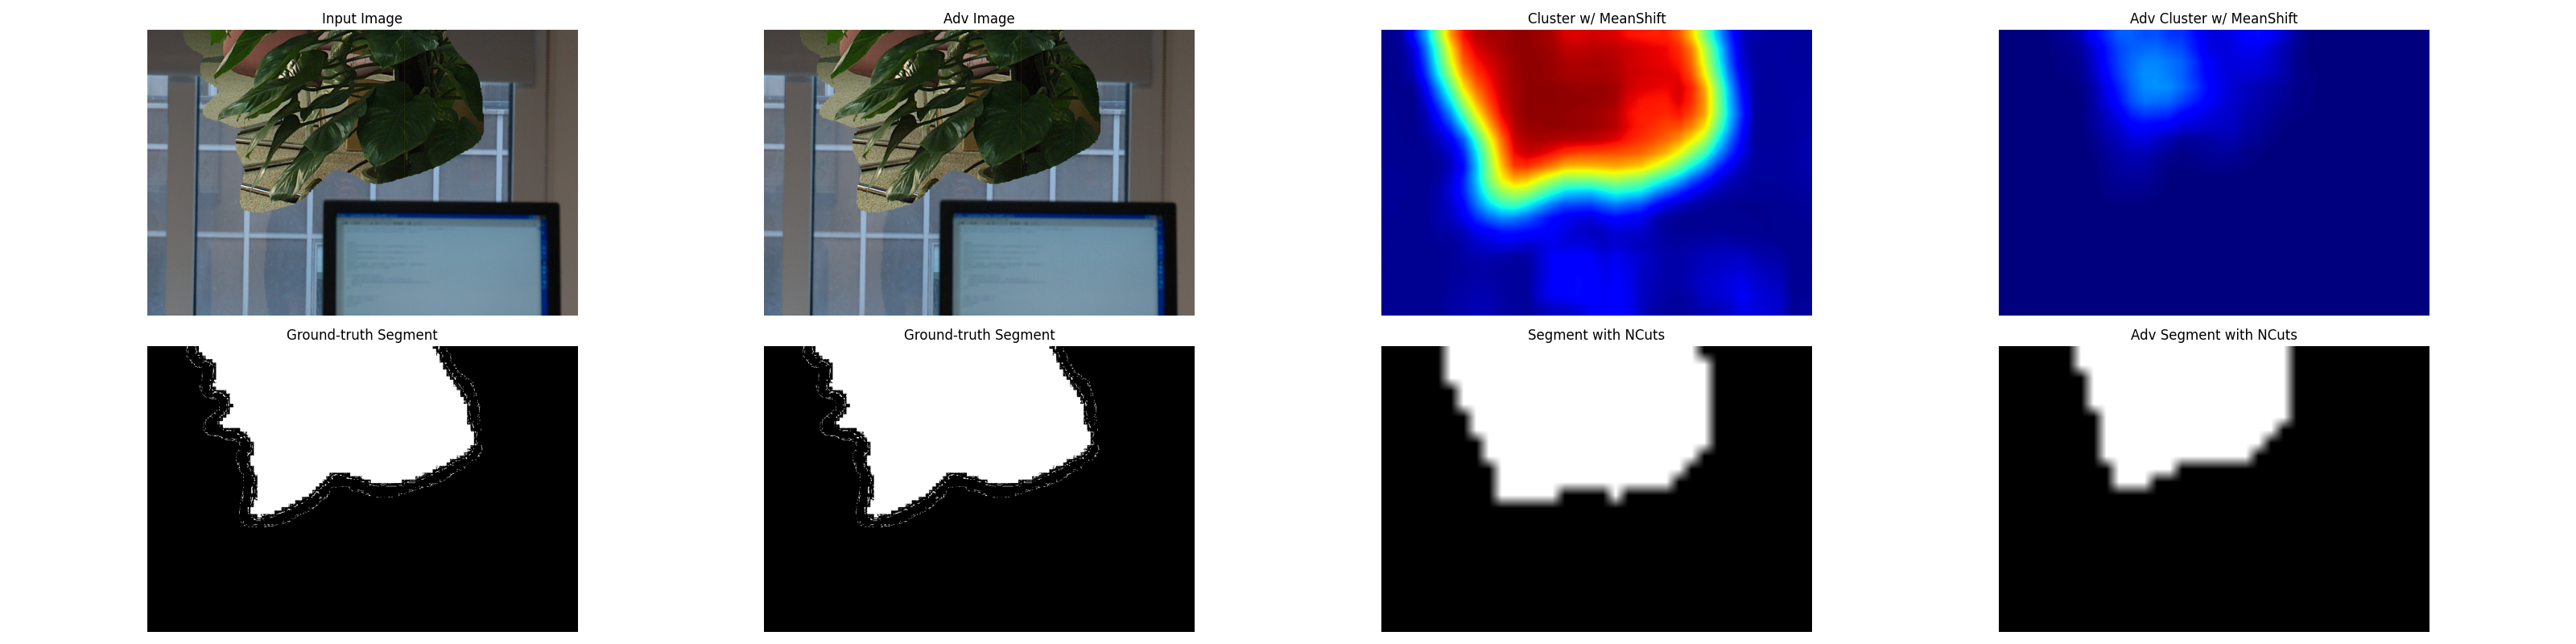 Input Image
Adv Image
Cluster w/ MeanShift
Adv Cluster w/ MeanShift
Ground-truth Segment
Ground-truth Segment
Segment with NCuts
Adv Segment with NCuts